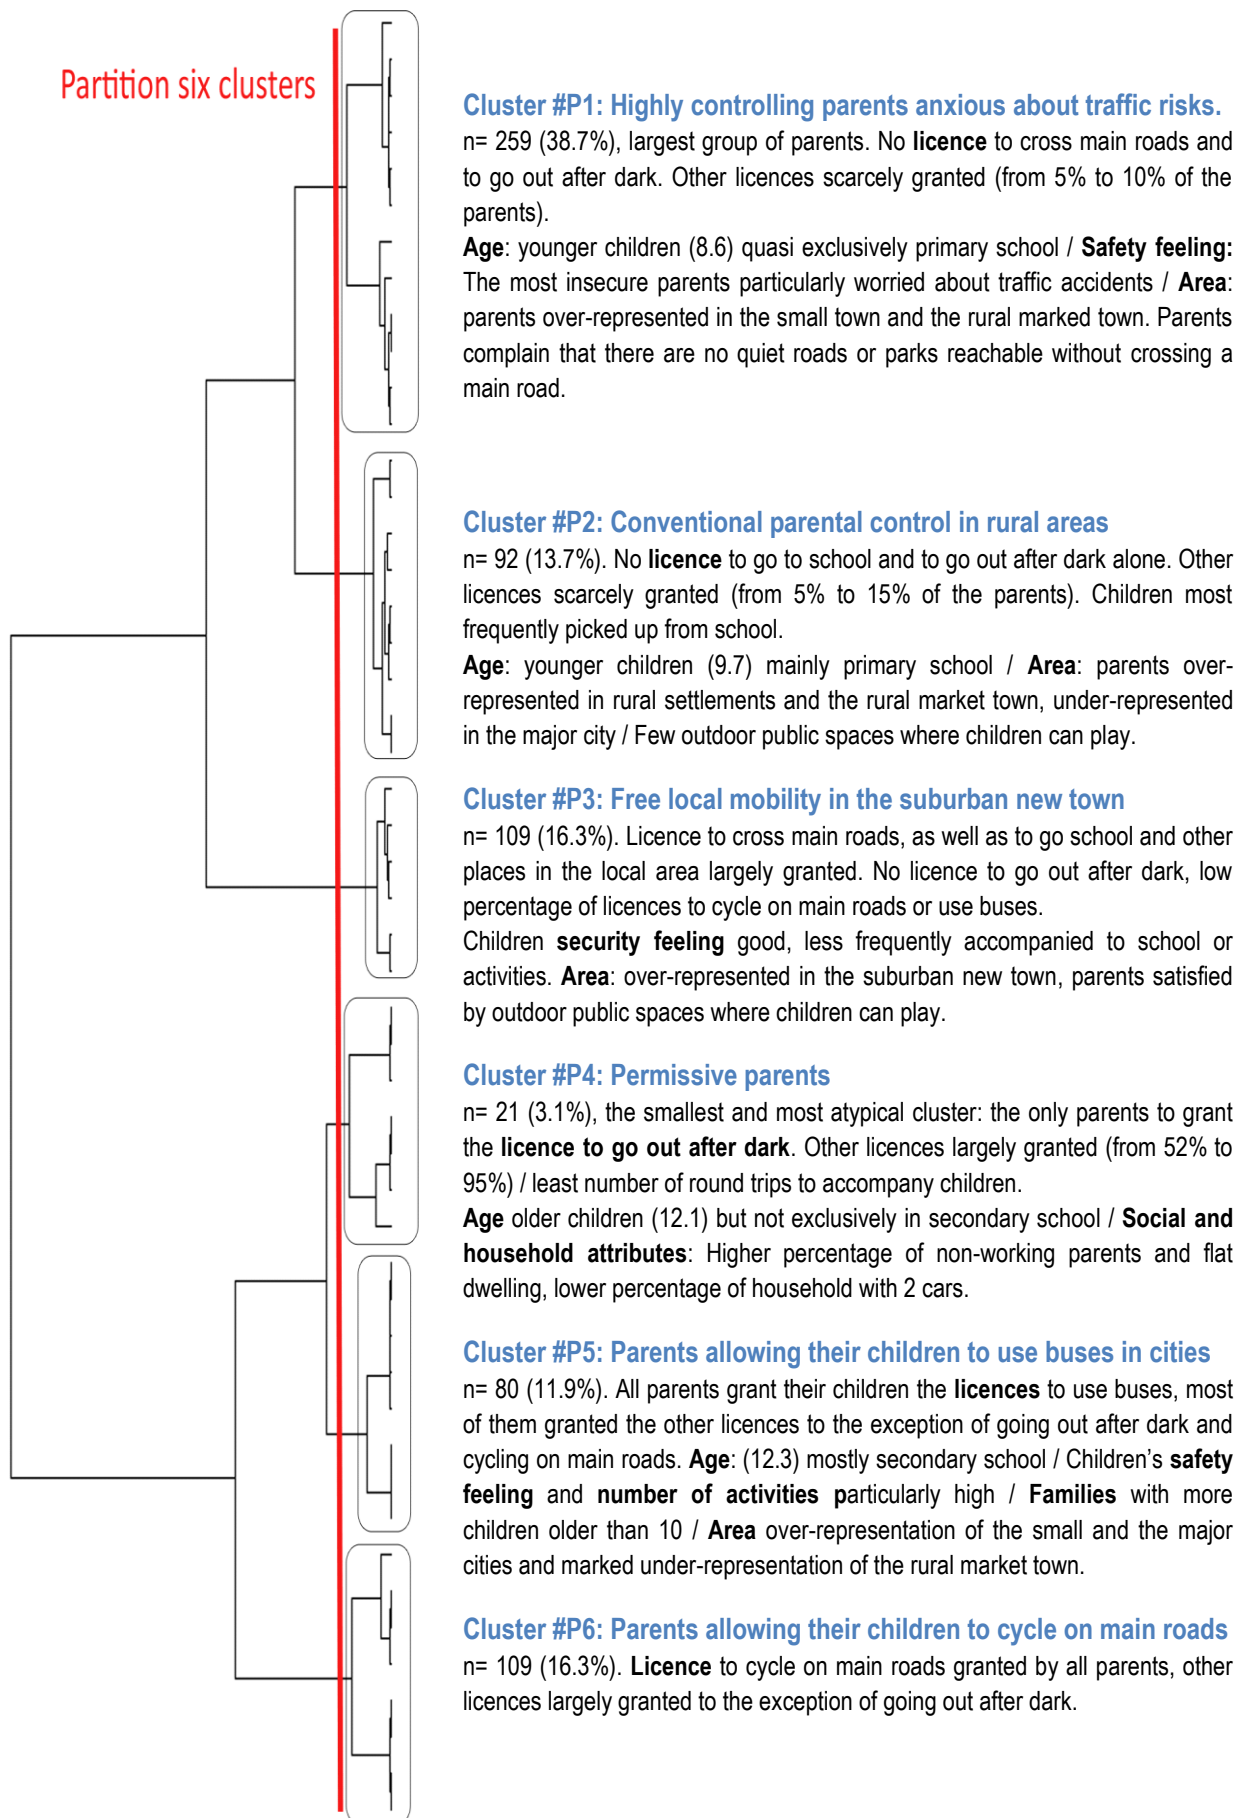 Partition six clusters
Cluster #P1: Highly controlling parents anxious about traffic risks.
n= 259 (38.7%), largest group of parents. No licence to cross main roads and
to go out after dark. Other licences scarcely granted (from 5% to 10% of the
parents).
Age: younger children (8.6) quasi exclusively primary school / Safety feeling:
The most insecure parents particularly worried about traffic accidents / Area:
parents over-represented in the small town and the rural marked town. Parents
complain that there are no quiet roads or parks reachable without crossing a
main road.
Cluster #P2: Conventional parental control in rural areas
n= 92 (13.7%). No licence to go to school and to go out after dark alone. Other
licences scarcely granted (from 5% to 15% of the parents). Children most
frequently picked up from school.
Age: younger children (9.7) mainly primary school / Area: parents over-
represented in rural settlements and the rural market town, under-represented
in the major city / Few outdoor public spaces where children can play.
Cluster #P3: Free local mobility in the suburban new town
n= 109 (16.3%). Licence to cross main roads, as well as to go school and other
places in the local area largely granted. No licence to go out after dark, low
percentage of licences to cycle on main roads or use buses.
Children security feeling good, less frequently accompanied to school or
activities. Area: over-represented in the suburban new town, parents satisfied
by outdoor public spaces where children can play.
Cluster #P4: Permissive parents
n= 21 (3.1%), the smallest and most atypical cluster: the only parents to grant
the licence to go out after dark. Other licences largely granted (from 52% to
95%) / least number of round trips to accompany children.
Age older children (12.1) but not exclusively in secondary school / Social and
household attributes: Higher percentage of non-working parents and flat
dwelling, lower percentage of household with 2 cars.
Cluster #P5: Parents allowing their children to use buses in cities
n= 80 (11.9%). All parents grant their children the licences to use buses, most
of them granted the other licences to the exception of going out after dark and
cycling on main roads. Age: (12.3) mostly secondary school / Children’s safety
feeling and number of activities particularly high / Families with more
children older than 10 / Area over-representation of the small and the major
cities and marked under-representation of the rural market town.
Cluster #P6: Parents allowing their children to cycle on main roads
n= 109 (16.3%). Licence to cycle on main roads granted by all parents, other
licences largely granted to the exception of going out after dark.